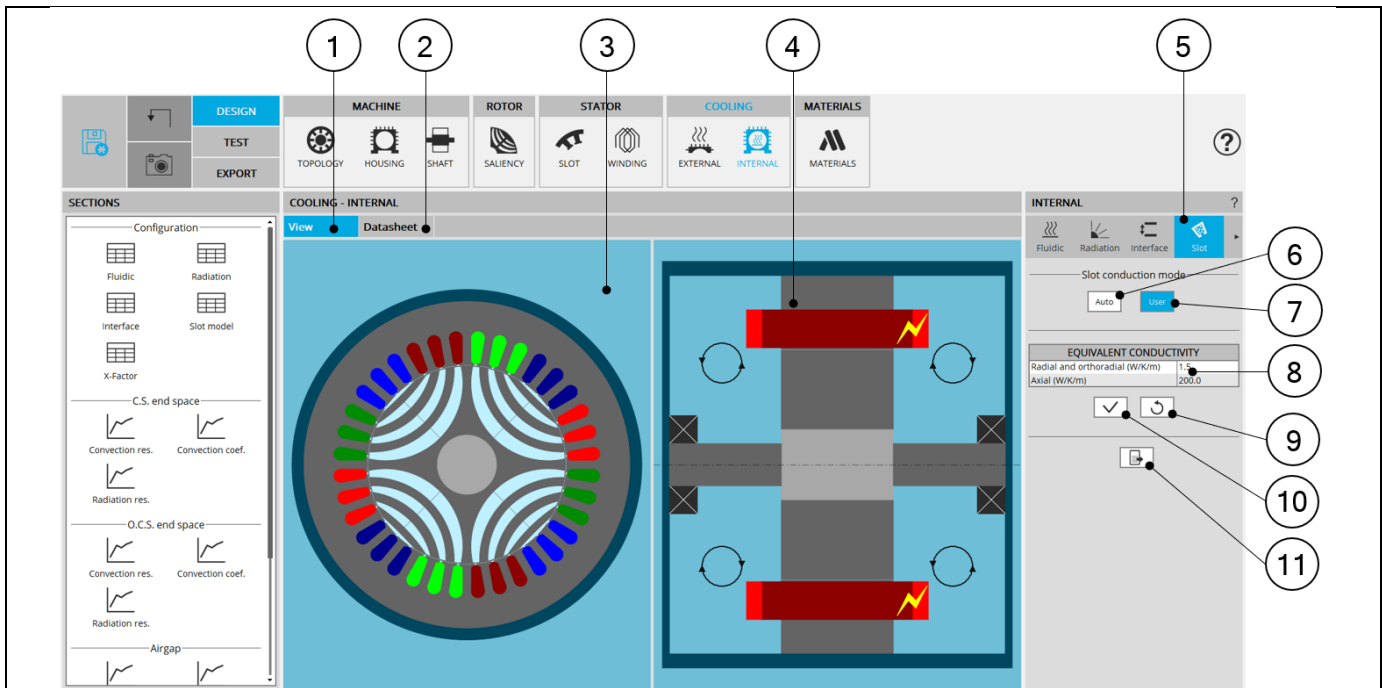 1
2
3
4
5
DESIGN
TEST
EXPORT
MACHINE
TOPOLOGY
HOUSING
SHAFT
ROTOR
SALIENCY
STATOR
SLOT
WINDING
COOLING
EXTERNAL
INTERNAL
MATERIALS
MATERIALS
?
SECTIONS
Configuration
Fluidic
Radiation
Interface
Slot model
X-Factor
C.S. end space
Convection res.
Convection coef.
Radiation res.
O.C.S. end space
Convection res.
Convection coef.
Radiation res.
Airgap
COOLING - INTERNAL
View
Datasheet
INTERNAL
?
Fluidic
Radiation
Interface
Slot
Slot conduction mode
Auto
User
EQUIVALENT CONDUCTIVITY
Radial and orthoradial (W/K/m) 1.5
Axial (W/K/m) 200.0
6
7
8
9
10
11